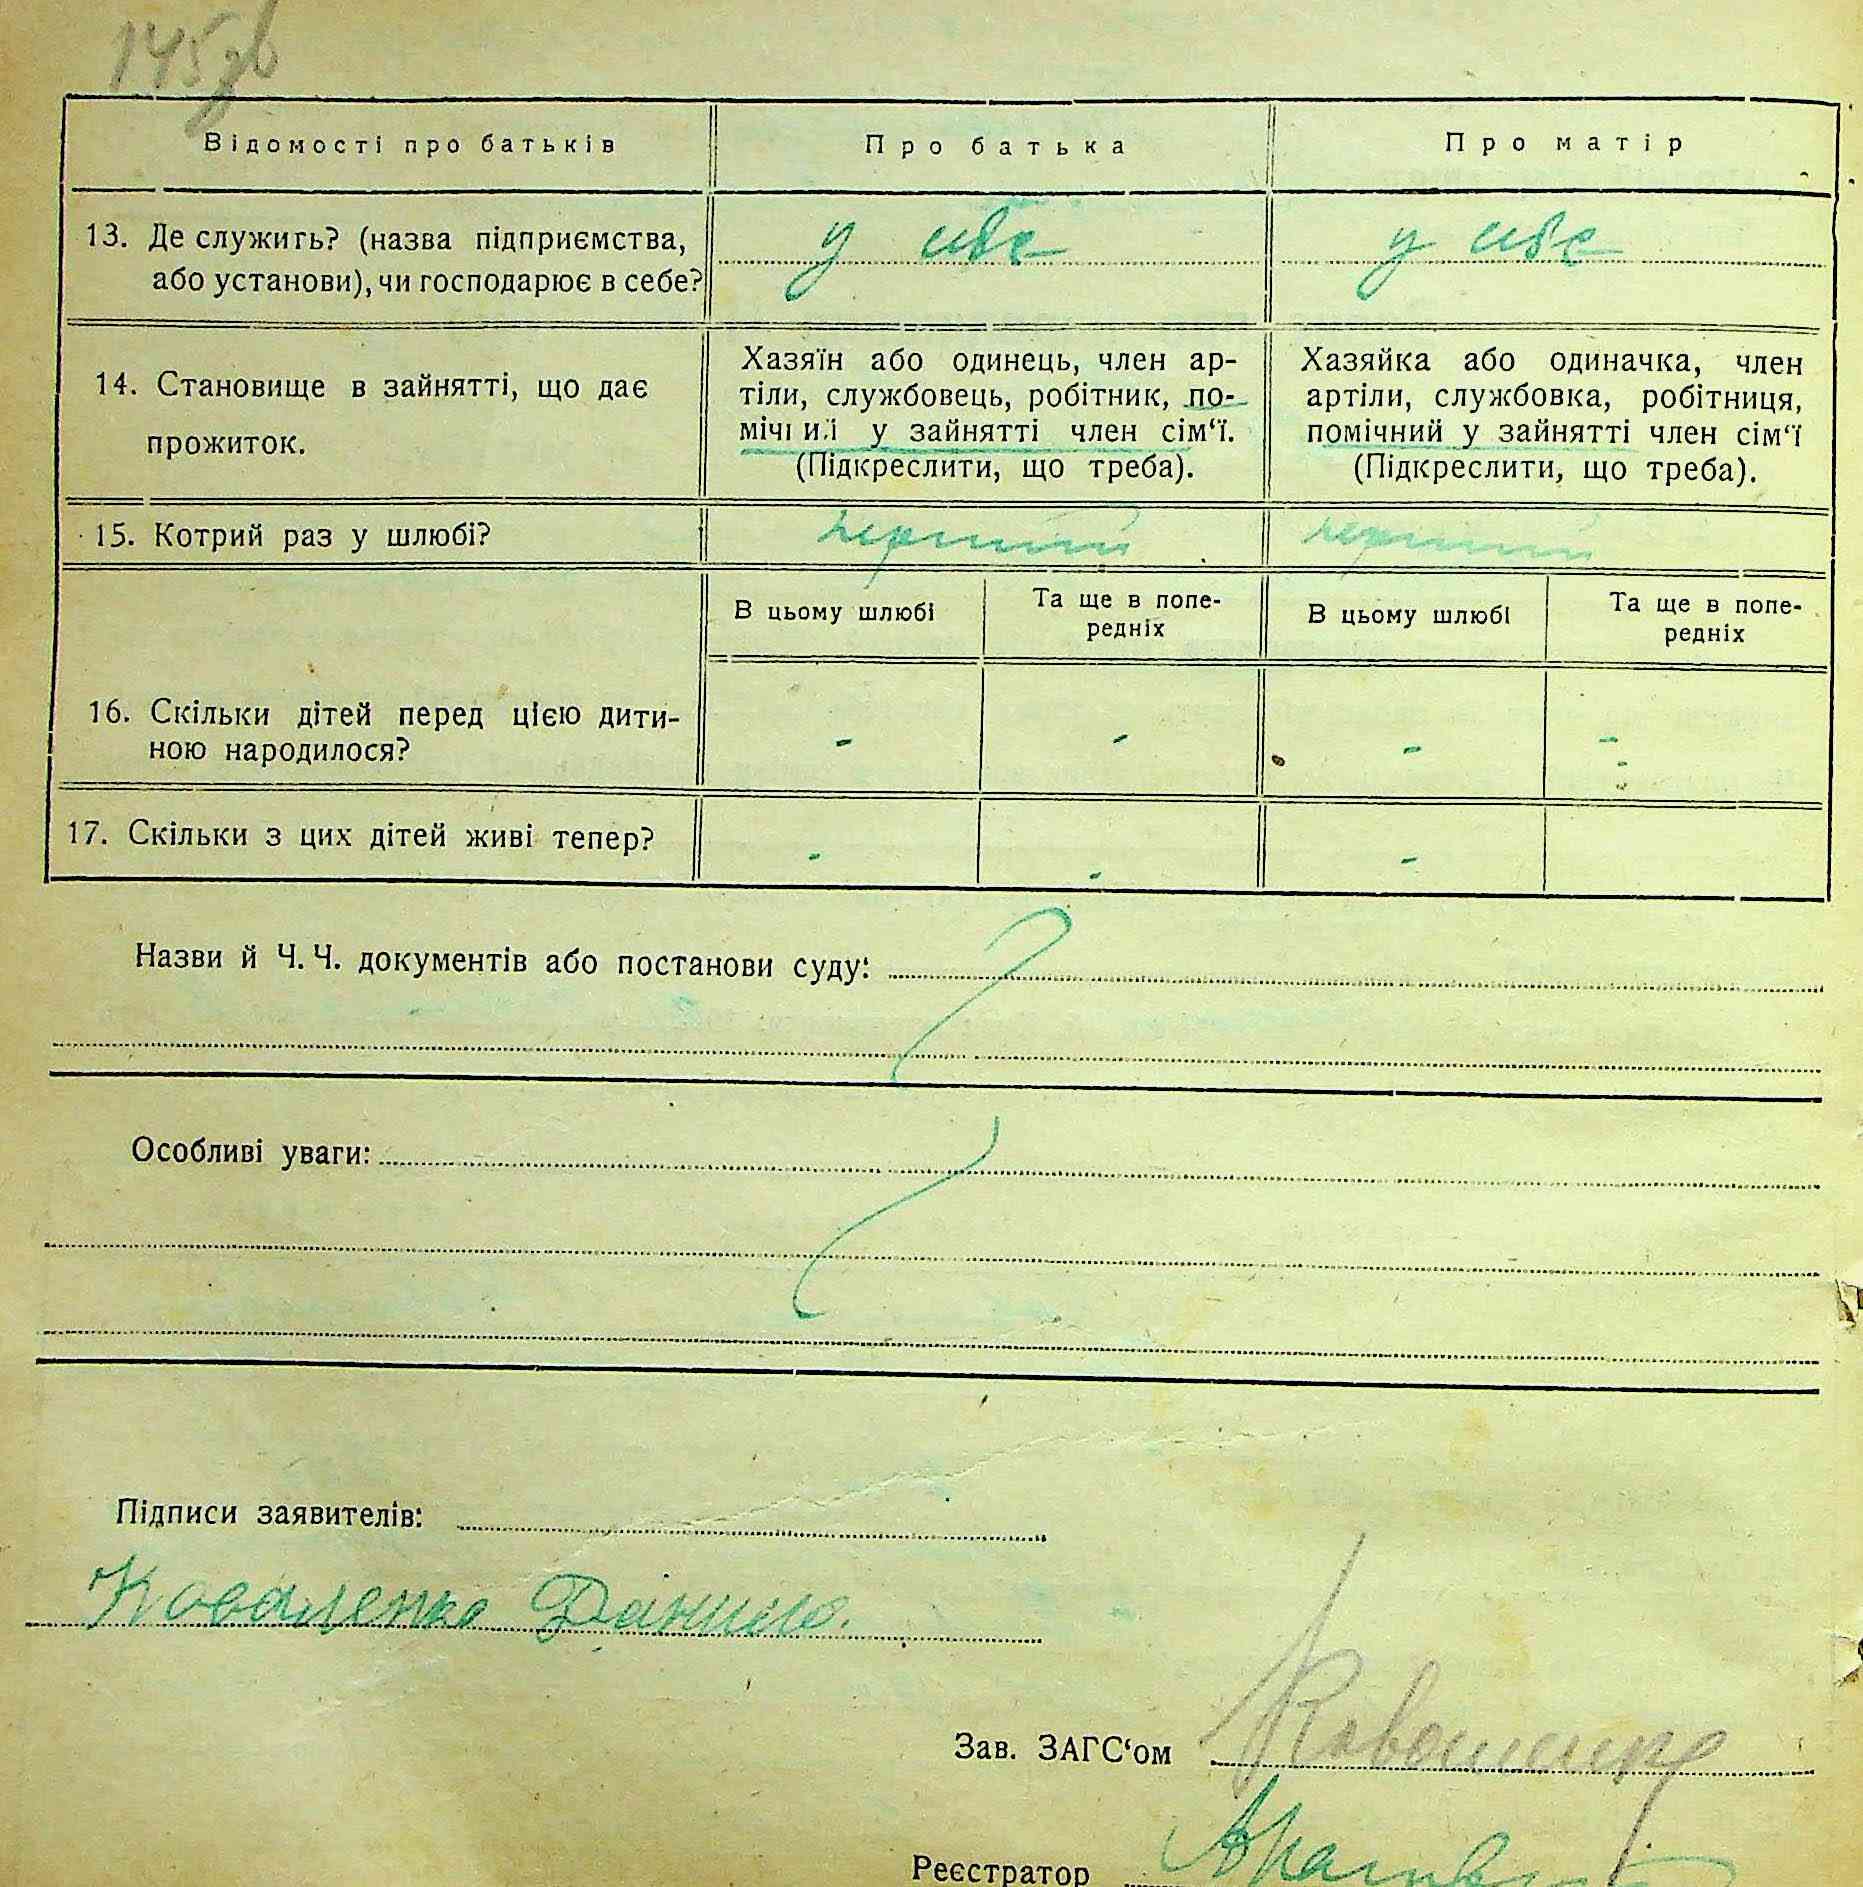 145зв
Відомості про батьків
Про батька
Про матір
13. Де служить? (назва підприємства,
або установи), чи господарює в себе?
у себе
у себе
14. Становище в зайнятті, що дає
прожиток.
Хазяїн або одинець, член ар-
тіли, службовець, робітник, по-
мічний у зайнятті член сім‘ї.
(Підкреслити, що треба).
Хазяйка або одиначка, член
артіли, службовка, робітниця,
помічний у зайнятті член сім‘ї
(Підкреслити, що треба).
15. Котрий раз у шлюбі?
перший
перший
В цьому шлюбі
Та ще в попе-
редніх
В цьому шлюбі
Та ще в попе-
редніх
16. Скільки дітей перед цією дити-
ною народилося?
-
-
-
-
17. Скільки з цих дітей живі тепер?
-
-
-
Назви й Ч. Ч. документів або постанови суду:
Особливі уваги:
Підписи заявителів:
Коваленко Данило.
Зав. ЗАГС‘ом
Реєстратор